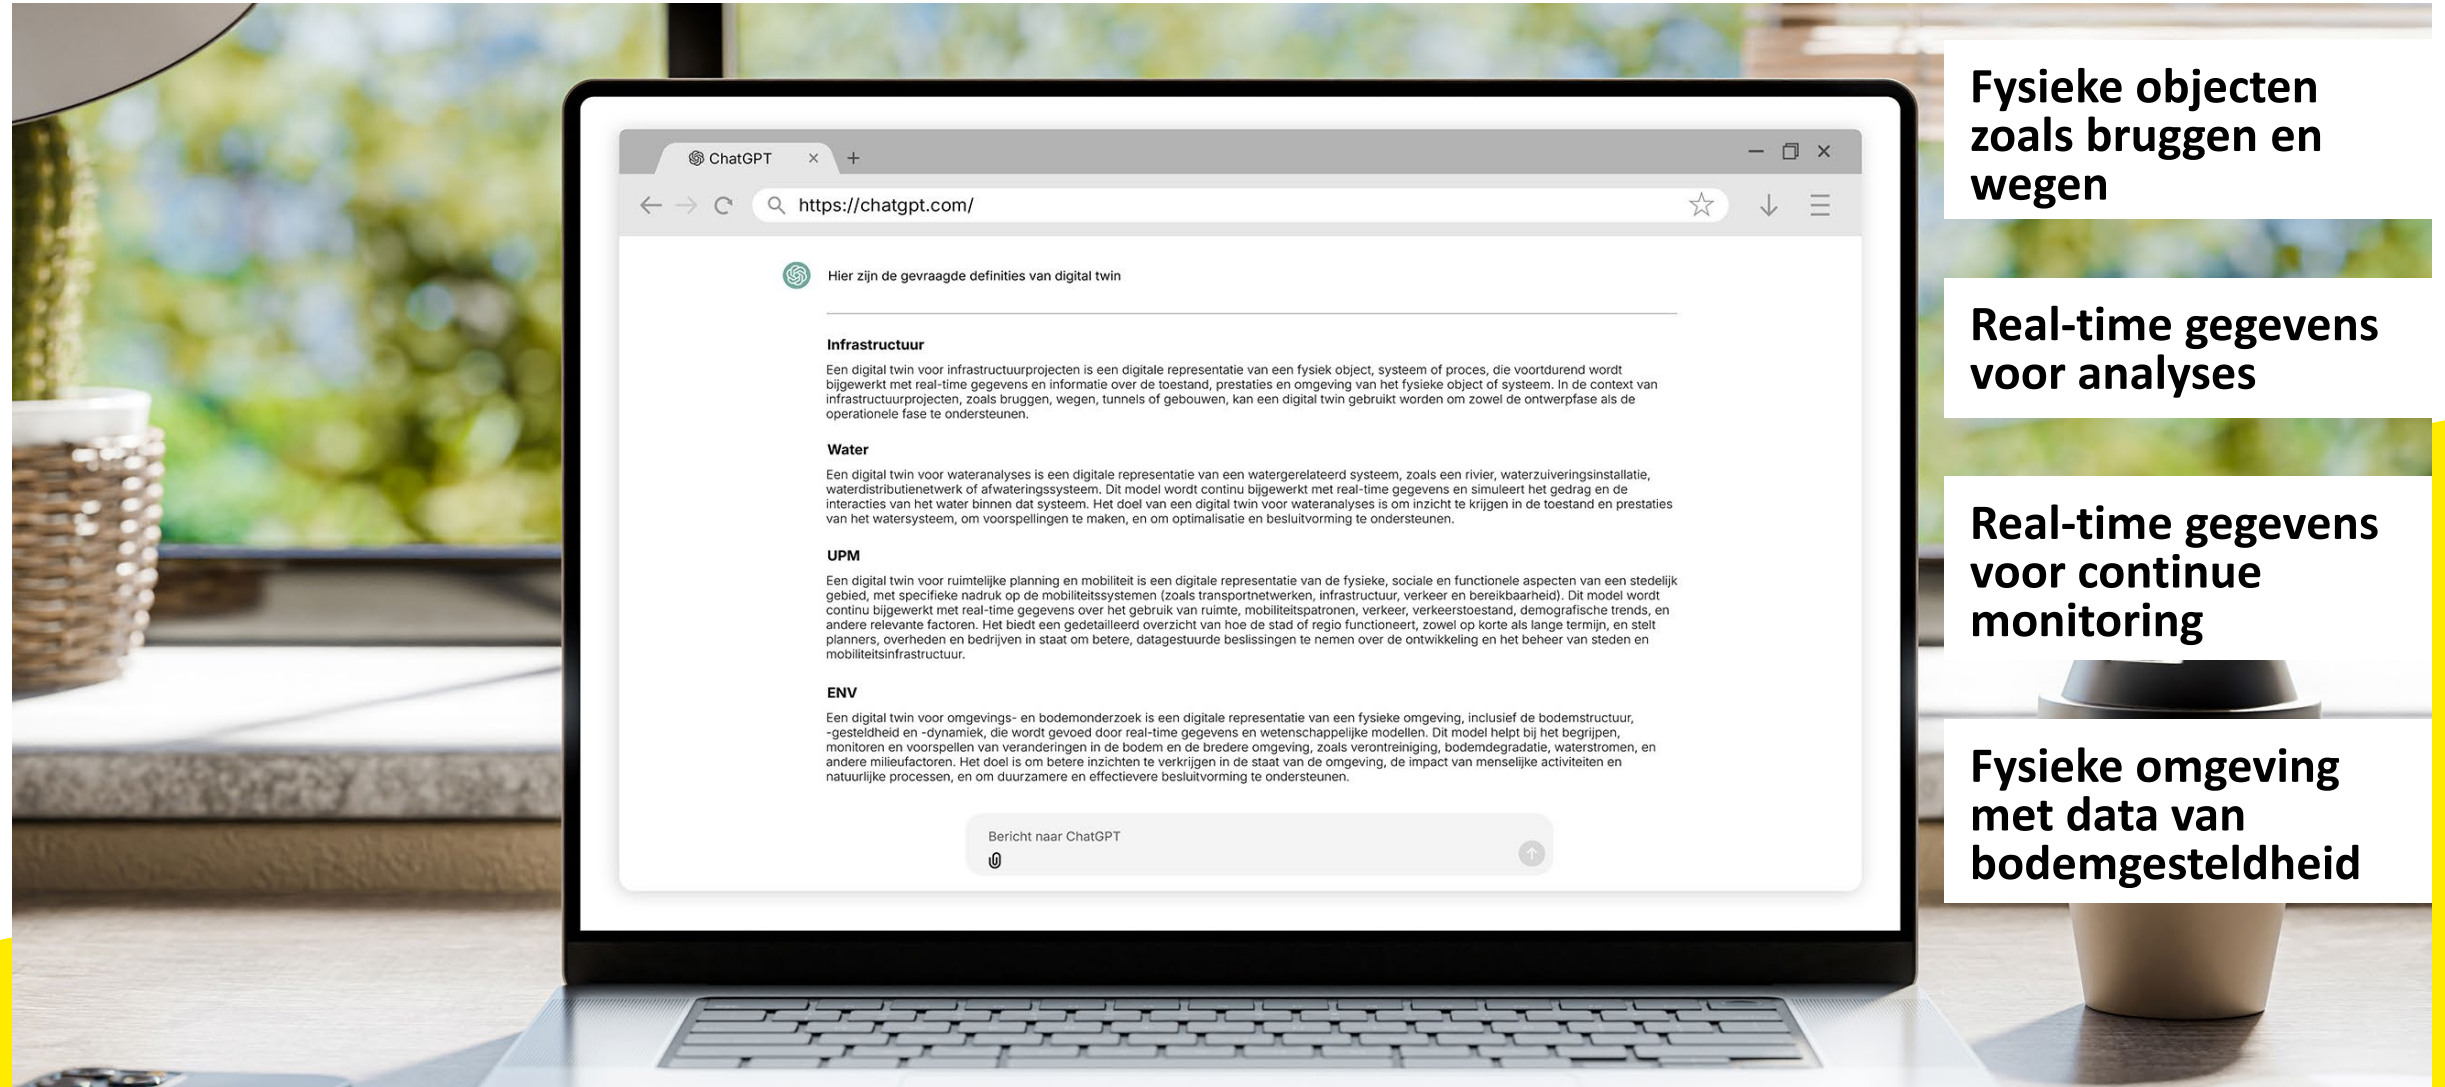 ChatGPT
https://chatgpt.com/
Hier zijn de gevraagde definities van digital twin
Infrastructuur
Een digital twin voor infrastructuurprojecten is een digitale representatie van een fysiek object, systeem of proces, die voortdurend wordt
bijgewerkt met real-time gegevens en informatie over de toestand, prestaties en omgeving van het fysieke object of systeem. In de context van
infrastructuurprojecten, zoals bruggen, wegen, tunnels of gebouwen, kan een digital twin gebruikt worden om zowel de ontwerpfase als de
operationele fase te ondersteunen.
Water
Een digital twin voor wateranalyses is een digitale representatie van een watergerelateerd systeem, zoals een rivier, waterzuiveringsinstallatie,
waterdistributienetwerk of afwateringssysteem. Dit model wordt continu bijgewerkt met real-time gegevens en simuleert het gedrag en de
interacties van het water binnen dat systeem. Het doel van een digital twin voor wateranalyses is om inzicht te krijgen in de toestand en prestaties
van het watersysteem, om voorspellingen te maken, en om optimalisatie en besluitvorming te ondersteunen.
UPM
Een digital twin voor ruimtelijke planning en mobiliteit is een digitale representatie van de fysieke, sociale en functionele aspecten van een stedelijk
gebied, met specifieke nadruk op de mobiliteitssystemen (zoals transportnetwerken, infrastructuur, verkeer en bereikbaarheid). Dit model wordt
continu bijgewerkt met real-time gegevens over het gebruik van ruimte, mobiliteitspatronen, verkeer, verkeerstoestand, demografische trends, en
andere relevante factoren. Het biedt een gedetailleerd overzicht van hoe de stad of regio functioneert, zowel op korte als lange termijn, en stelt
planners, overheden en bedrijven in staat om betere, datagestuurde beslissingen te nemen over de ontwikkeling en het beheer van steden en
mobiliteitsinfrastructuur.
ENV
Een digital twin voor omgevings- en bodemonderzoek is een digitale representatie van een fysieke omgeving, inclusief de bodemstructuur,
-gesteldheid en -dynamiek, die wordt gevoed door real-time gegevens en wetenschappelijke modellen. Dit model helpt bij het begrijpen,
monitoren en voorspellen van veranderingen in de bodem en de bredere omgeving, zoals verontreiniging, bodemdegradatie, waterstromen, en
andere milieufactoren. Het doel is om betere inzichten te verkrijgen in de staat van de omgeving, de impact van menselijke activiteiten en
natuurlijke processen, en om duurzamere en effectievere besluitvorming te ondersteunen.
Bericht naar ChatGPT
Fysieke objecten
zoals bruggen en
wegen
Real-time gegevens
voor analyses
Real-time gegevens
voor continue
monitoring
Fysieke omgeving
met data van
bodemgesteldheid